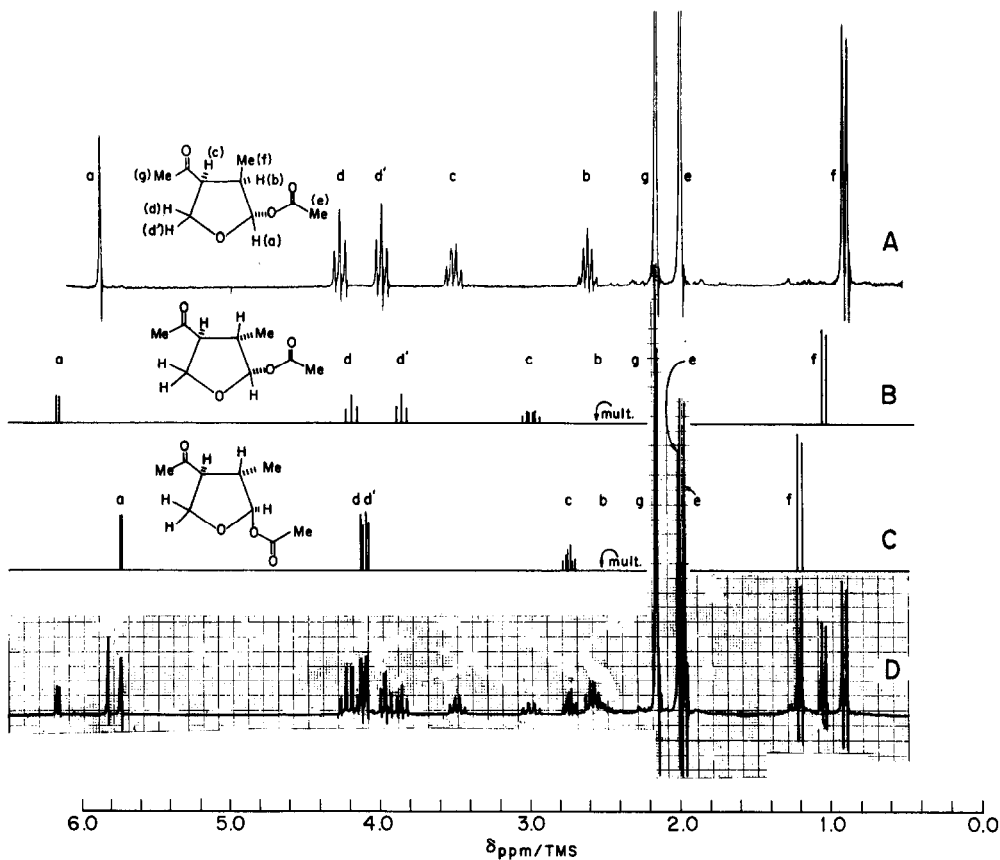 a
O
(c)
H
Me(f)
(g)Me
H(b)
O
(e)
(d)H
(d')H
O
O
Me
H(a)
d
d'
c
b
g
e
f
A
a
O
H
H
Me
Me
O
H
H
O
O
Me
H
d
d'
c
b
mult.
g
e
f
B
a
O
H
H
Me
Me
H
H
H
O
O
Me
O
d
d'
c
b
mult.
g
e
f
C
D
6.0 5.0 4.0 3.0 2.0 1.0 0.0
δppm/TMS